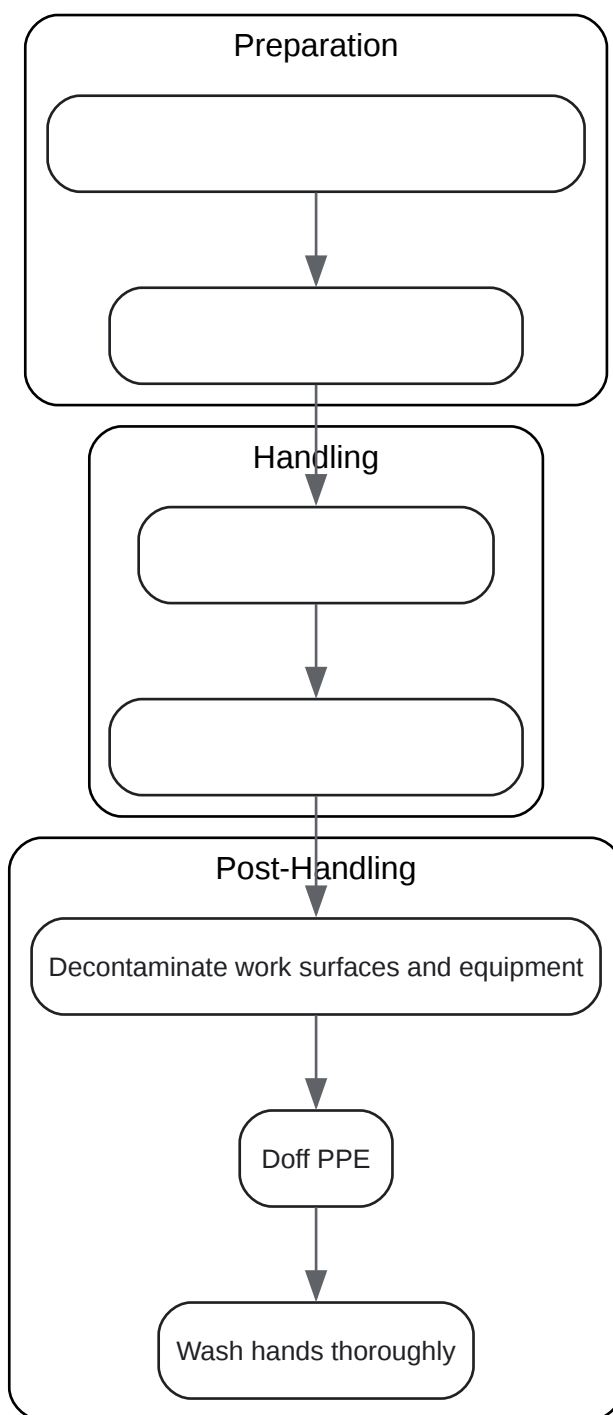 Preparation
Handling
Post-Handling
Decontaminate work surfaces and equipment
Doff PPE
Wash hands thoroughly